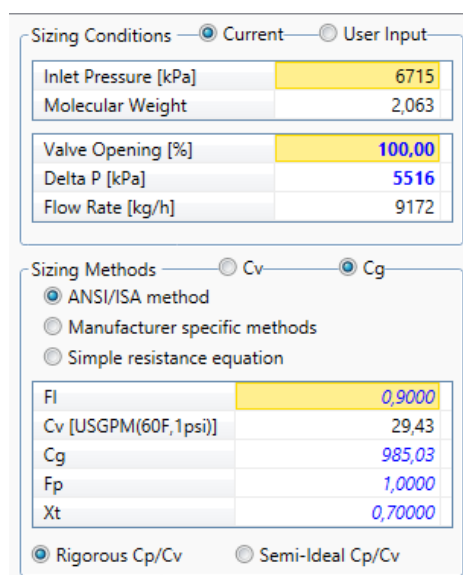 Sizing Conditions Current User Input
Inlet Pressure [kPa] 6715
Molecular Weight 2,063
Valve Opening [%] 100,00
Delta P [kPa] 5516
Flow Rate [kg/h] 9172
Sizing Methods Cv Cg
ANSI/ISA method
Manufacturer specific methods
Simple resistance equation
Fl 0,9000
Cv [USGPM(60F,1psi)] 29,43
Cg 985,03
Fp 1,0000
Xt 0,70000
Rigorous Cp/Cv Semi-Ideal Cp/Cv